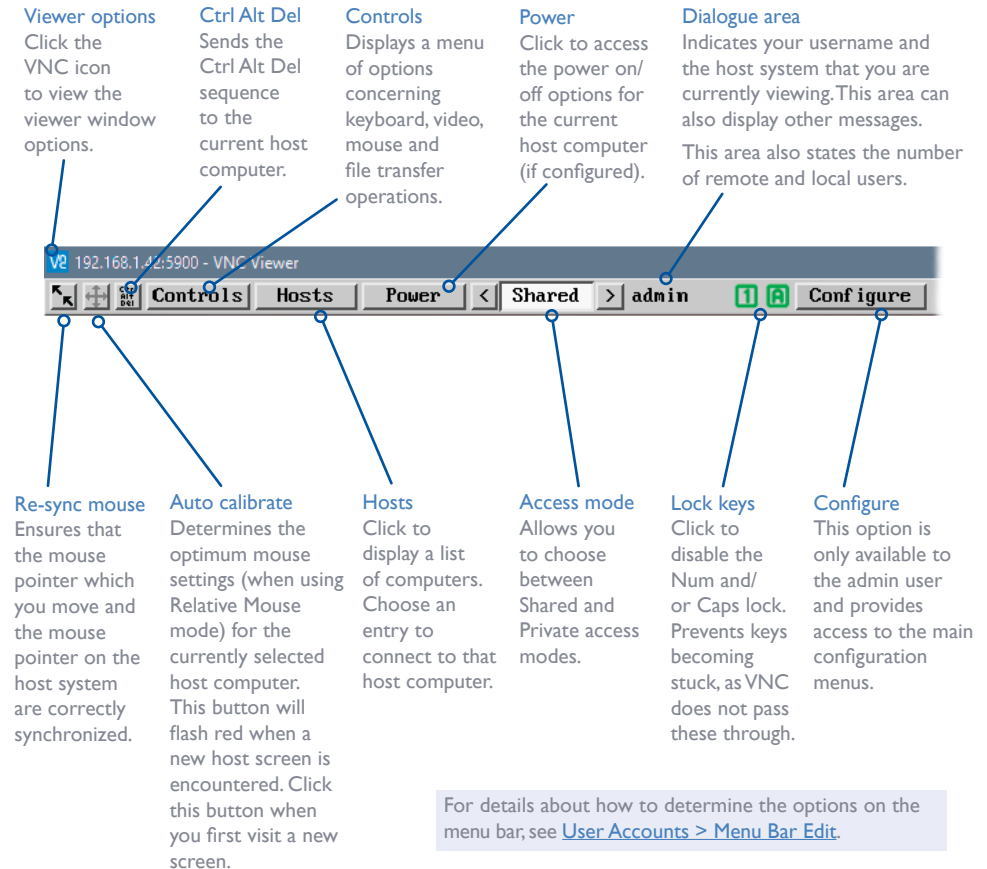 Viewer options
Click the
VNC icon
to view the
viewer window
options.
Ctrl Alt Del
Sends the
Ctrl Alt Del
sequence
to the
current host
computer.
Controls
Displays a menu
of options
concerning
keyboard, video,
mouse and
file transfer
operations.
Power
Click to access
the power on/
off options for
the current
host computer
(if configured).
Dialogue area
Indicates your username and
the host system that you are
currently viewing. This area can
also display other messages.
This area also states the number
of remote and local users.
V2 192.168.1.42:5900 - VNC Viewer
Ctrl Alt Del Controls Hosts Power < Shared > admin 1 A Configure
Re-sync mouse
Ensures that
the mouse
pointer which
you move and
the mouse
pointer on the
host system
are correctly
synchronized.
Auto calibrate
Determines the
optimum mouse
settings (when using
Relative Mouse
mode) for the
currently selected
host computer.
This button will
flash red when a
new host screen is
encountered. Click
this button when
you first visit a new
screen.
Hosts
Click to
display a list
of computers.
Choose an
entry to
connect to that
host computer.
Access mode
Allows you
to choose
between
Shared and
Private access
modes.
Lock keys
Click to
disable the
Num and/
or Caps lock.
Prevents keys
becoming
stuck, as VNC
does not pass
these through.
Configure
This option is
only available to
the admin user
and provides
access to the main
configuration
menus.
For details about how to determine the options on the
menu bar, see User Accounts > Menu Bar Edit.